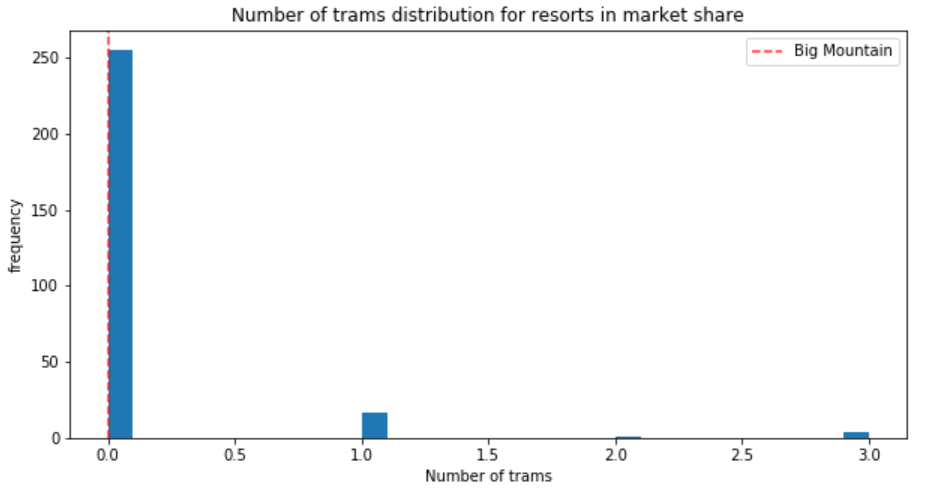 Number of trams distribution for resorts in market share
Big Mountain
frequency
250
200
150
100
50
0
0.0 0.5 1.0 1.5 2.0 2.5 3.0
Number of trams